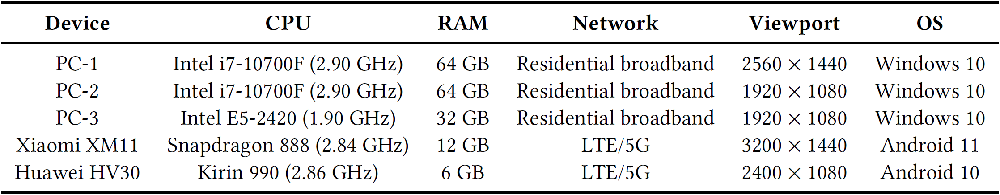 Device CPU RAM Network Viewport OS
PC-1 Intel i7-10700F (2.90 GHz) 64 GB Residential broadband 2560 × 1440 Windows 10
PC-2 Intel i7-10700F (2.90 GHz) 64 GB Residential broadband 1920 × 1080 Windows 10
PC-3 Intel E5-2420 (1.90 GHz) 32 GB Residential broadband 1920 × 1080 Windows 10
Xiaomi XM11 Snapdragon 888 (2.84 GHz) 12 GB LTE/5G 3200 × 1440 Android 11
Huawei HV30 Kirin 990 (2.86 GHz) 6 GB LTE/5G 2400 × 1080 Android 10